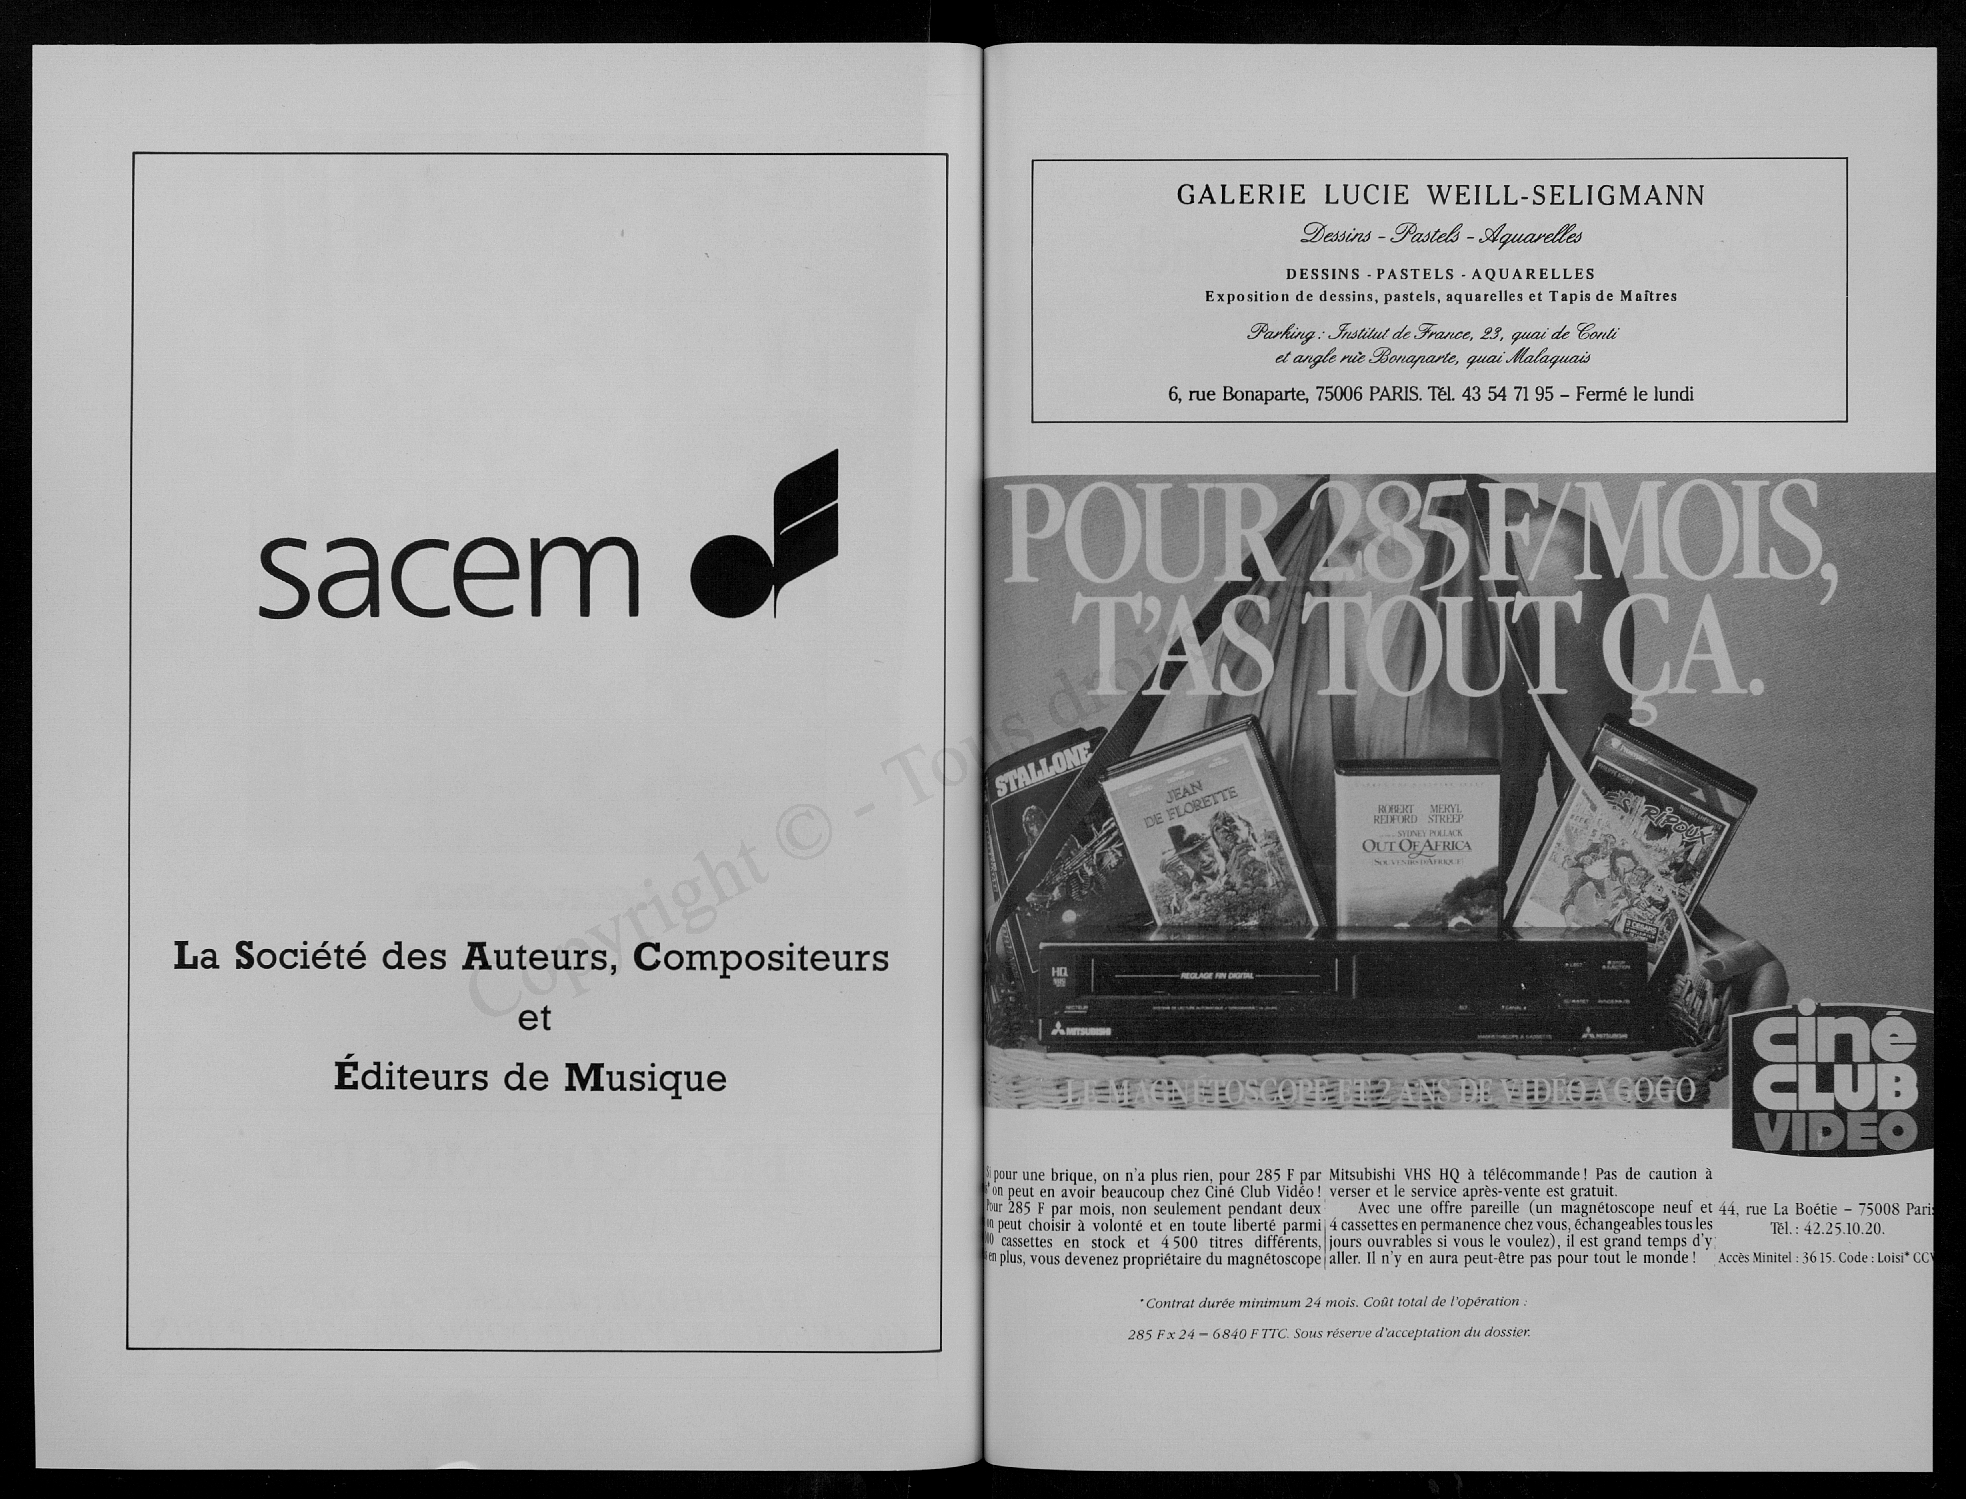 sacem
La Société des Auteurs, Compositeurs
et
Éditeurs de Musique
Copyright © - Tous droits
GALERIE LUCIE WEILL-SELIGMANN
Dessins - Pastels - Aquarelles
DESSINS - PASTELS - AQUARELLES
Exposition de dessins, pastels, aquarelles et Tapis de Maîtres
Parking : Institut de France, 23, quai de Conti
et angle rue Bonaparte, quai Malaquais
6, rue Bonaparte, 75006 PARIS. Tél. 43 54 71 95 – Fermé le lundi
POUR 285 F/MOIS,
T'AS TOUT ÇA.
STALLONE
JEAN
DE FLORETTE
ROBERT MERYL
REDFORD STREEP
SYDNEY POLLACK
OUT OF AFRICA
(SOUVENIRS D'AFRIQUE)
RIPOUX
HQ
REGLAGE FIN DIGITAL
MITSUBISHI
MITSUBISHI
LE MAGNÉTOSCOPE ET 2 ANS DE VIDÉO A GOGO
ciné
CLUB
VIDEO
Si pour une brique, on n'a plus rien, pour 285 F par
on peut en avoir beaucoup chez Ciné Club Vidéo !
Pour 285 F par mois, non seulement pendant deux
on peut choisir à volonté et en toute liberté parmi
cassettes en stock et 4 500 titres différents,
en plus, vous devenez propriétaire du magnétoscope
Mitsubishi VHS HQ à télécommande ! Pas de caution à
verser et le service après-vente est gratuit.
Avec une offre pareille (un magnétoscope neuf et
4 cassettes en permanence chez vous, échangeables tous les
jours ouvrables si vous le voulez), il est grand temps d'y
aller. Il n'y en aura peut-être pas pour tout le monde !
44, rue La Boétie – 75008 Paris
Tél. : 42.25.10.20.
Accès Minitel : 36 15. Code : Loisi* CCV
* Contrat durée minimum 24 mois. Coût total de l'opération :
285 F x 24 = 6840 F TTC. Sous réserve d'acceptation du dossier.